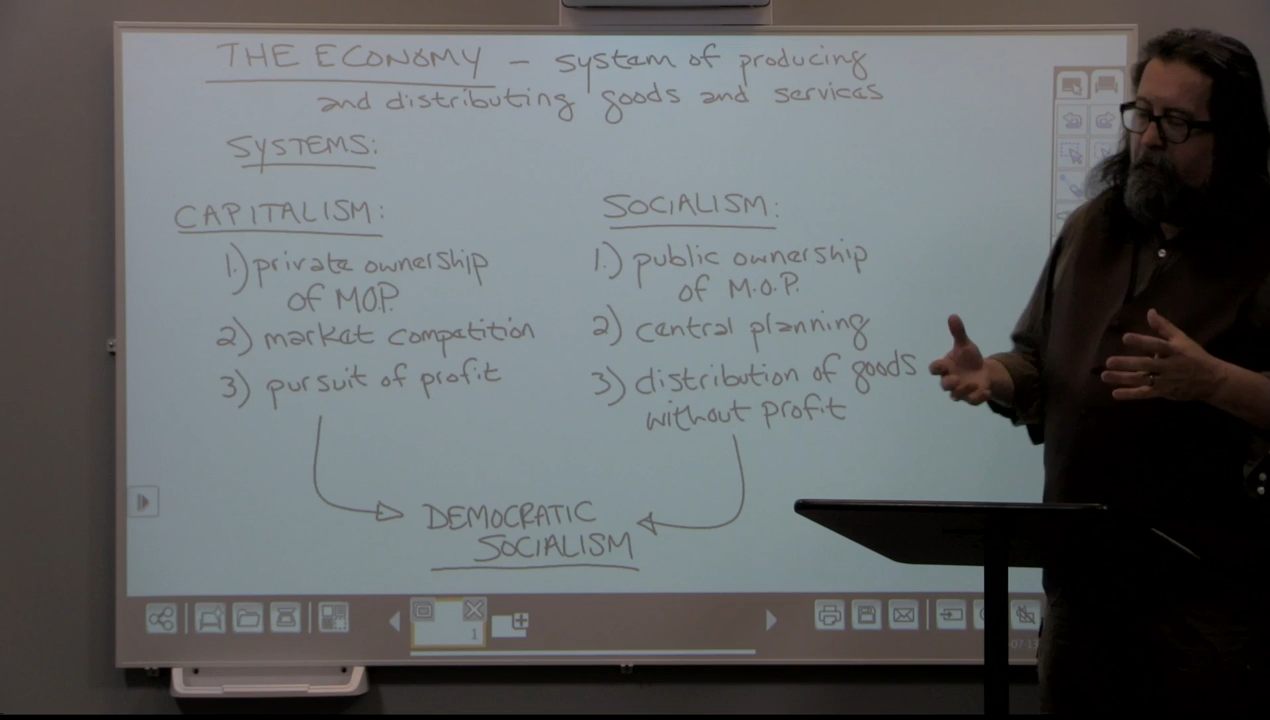 THE ECONOMY - system of producing
and distributing goods and services
SYSTEMS:
CAPITALISM:
1.) private ownership
of M.O.P.
2) market competition
3) pursuit of profit
SOCIALISM:
1.) public ownership
of M.O.P.
2) central planning
3) distribution of goods
without profit
DEMOCRATIC
SOCIALISM
1